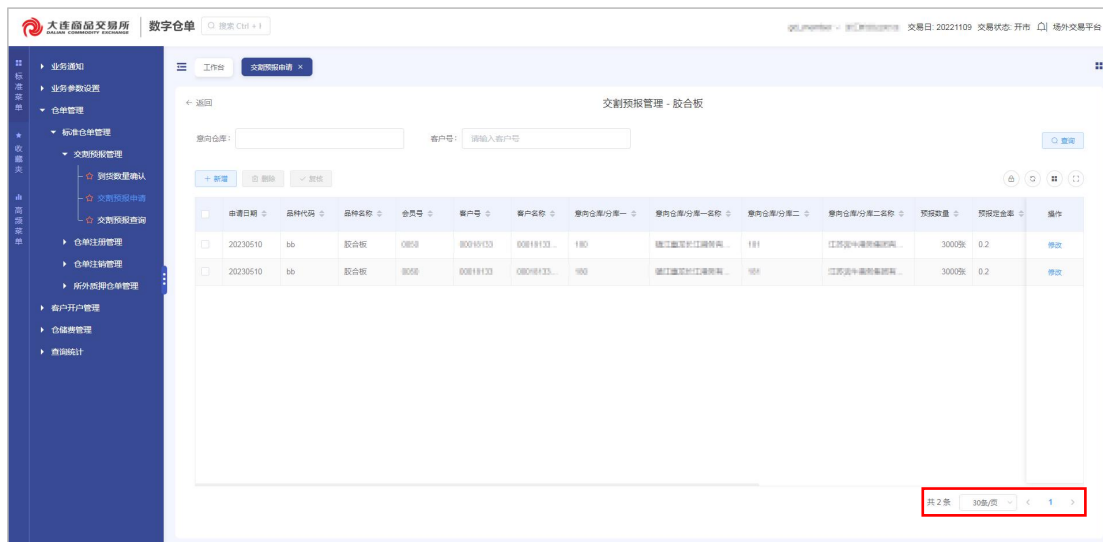 大连商品交易所 数字仓单 搜索 Ctrl + I 交易日: 20221109 交易状态: 开市 场外交易平台
DALIAN COMMODITY EXCHANGE
标准菜单
收藏夹
高频菜单
业务通知
业务参数设置
仓单管理
标准仓单管理
交割预报管理
到货数量确认
交割预报申请
交割预报查询
仓单注册管理
仓单注销管理
所外质押仓单管理
客户开户管理
仓储费管理
查询统计
工作台 交割预报申请 ×
← 返回 交割预报管理 - 胶合板
意向仓库: 客户号: 请输入客户号 查询
+ 新增 删除 复核
申请日期 品种代码 品种名称 会员号 客户号 客户名称 意向仓库/分库一 意向仓库/分库一名称 意向仓库/分库二 意向仓库/分库二名称 预报数量 预报定金率 操作
20230510 bb 胶合板 3000张 0.2 修改
20230510 bb 胶合板 3000张 0.2 修改
共 2 条 30条/页 < 1 >